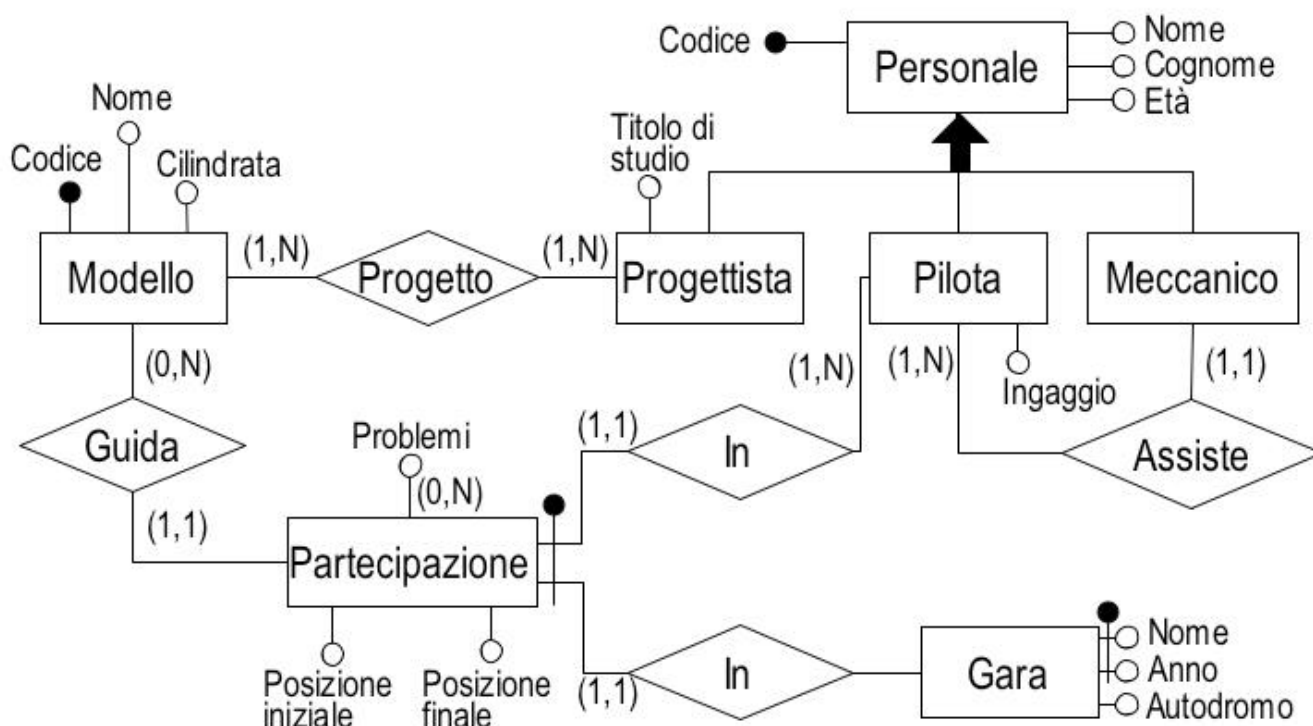 Codice
Personale
Nome
Cognome
Età
Nome
Codice
Cilindrata
Titolo di
studio
Modello
(1,N)
Progetto
(1,N)
Progettista
Pilota
Meccanico
(0,N)
(1,N)
(1,N)
Ingaggio
(1,1)
Guida
Problemi
(0,N)
(1,1)
In
Assiste
(1,1)
Partecipazione
Posizione
iniziale
Posizione
finale
(1,1)
In
Gara
Nome
Anno
Autodromo